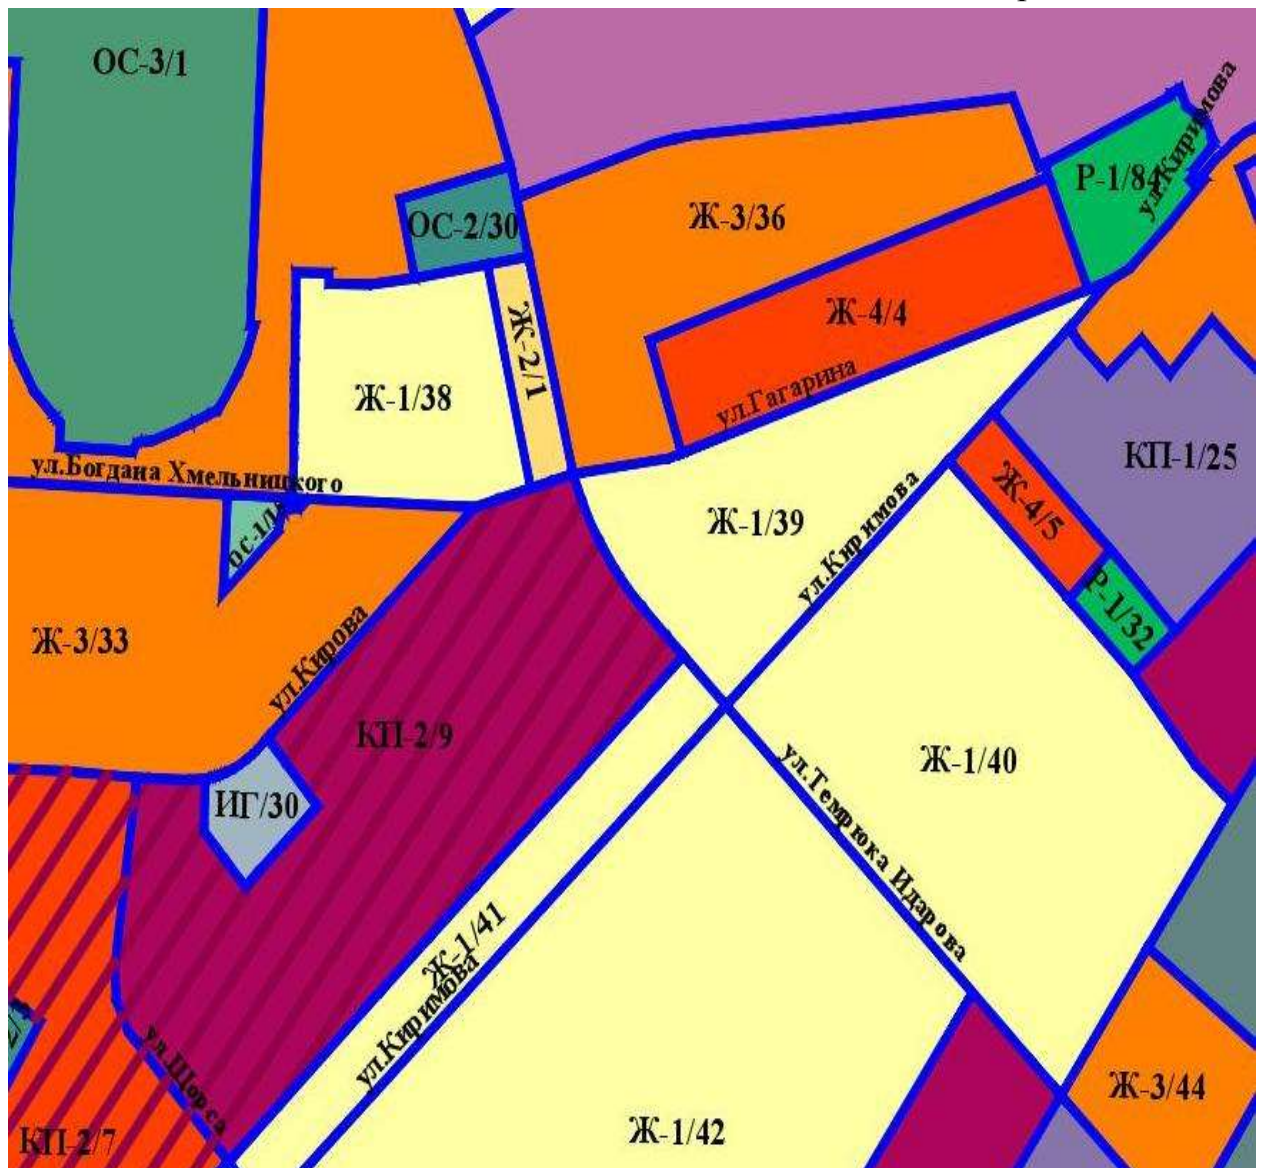 ОС-3/1
ул.Киримова
Р-1/84
ОС-2/30
Ж-3/36
Ж-4/4
Ж-2/1
Ж-1/38
ул.Гагарина
ул.Богдана Хмельницкого
КП-1/25
Ж-4/5
Ж-1/39
ул.Киримова
Р-1/32
Ж-3/33
ул.Кирова
КП-2/9
Ж-1/40
ИГ/30
ул.Темрюка Идарова
Ж-1/41
ул.Киримова
ул.Щорса
Ж-3/44
КП-2/7
Ж-1/42